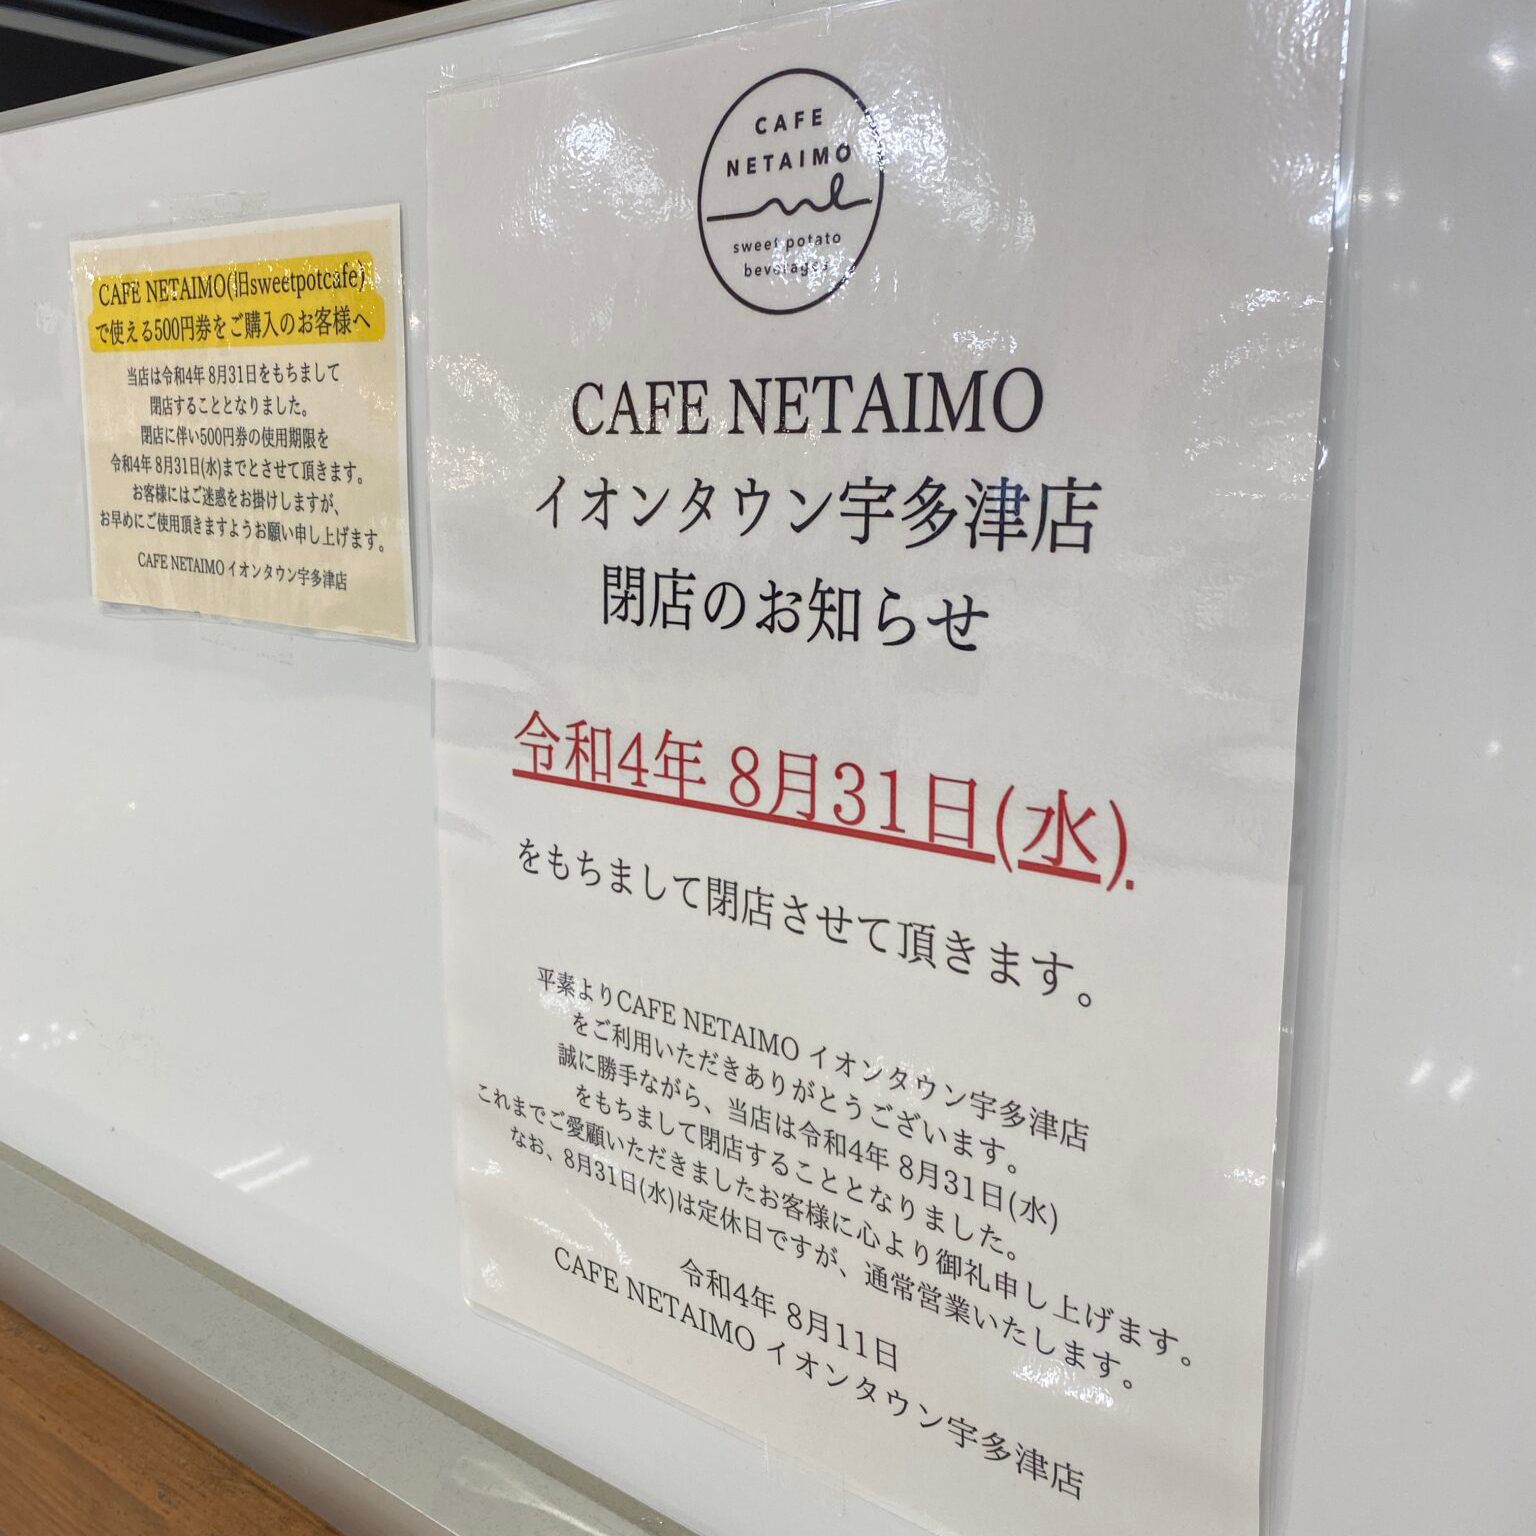 CAFE NETAIMO(旧sweetpotcafe)
で使える500円券をご購入のお客様へ
当店は令和4年 8月31日をもちまして
閉店することとなりました。
閉店に伴い500円券の使用期限を
令和4年 8月31日(水)までとさせて頂きます。
お客様にはご迷惑をお掛けしますが、
お早めにご使用頂きますようお願い申し上げます。
CAFE NETAIMO イオンタウン宇多津店
CAFE
NETAIMO
sweet potato
beverages
CAFE NETAIMO
イオンタウン宇多津店
閉店のお知らせ
令和4年 8月31日(水).
をもちまして閉店させて頂きます。
平素よりCAFE NETAIMO イオンタウン宇多津店
をご利用いただきありがとうございます。
誠に勝手ながら、当店は令和4年 8月31日(水)
をもちまして閉店することとなりました。
これまでご愛顧いただきましたお客様に心より御礼申し上げます。
なお、8月31日(水)は定休日ですが、通常営業いたします。
令和4年 8月11日
CAFE NETAIMO イオンタウン宇多津店